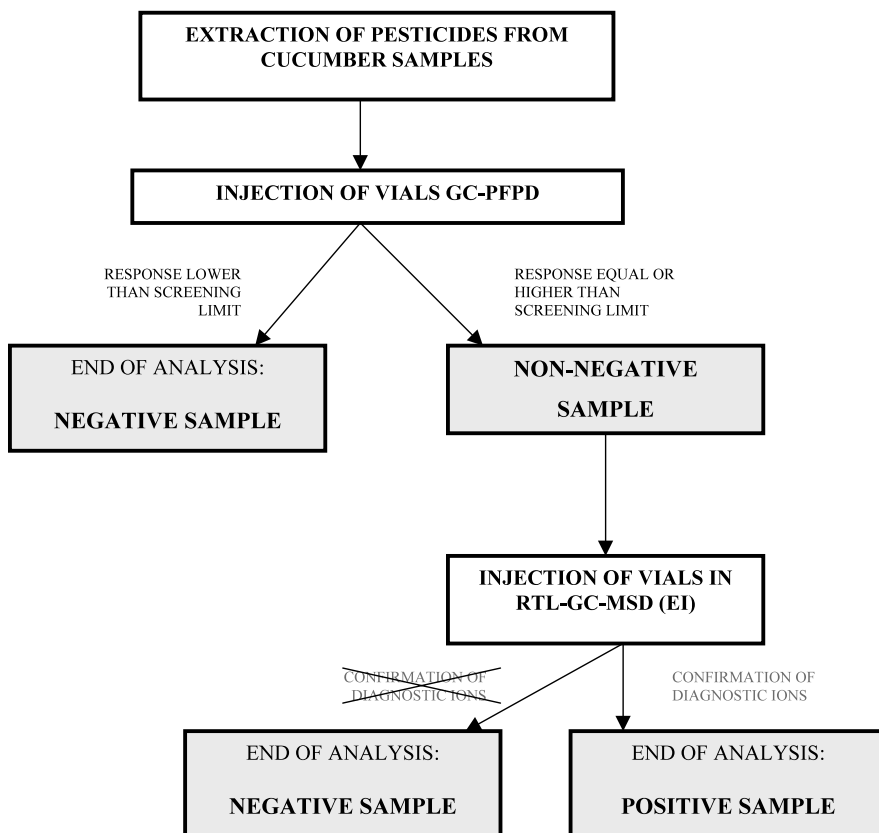 EXTRACTION OF PESTICIDES FROM
CUCUMBER SAMPLES
INJECTION OF VIALS GC-PFPD
RESPONSE LOWER
THAN SCREENING
LIMIT
RESPONSE EQUAL OR
HIGHER THAN
SCREENING LIMIT
END OF ANALYSIS:
NEGATIVE SAMPLE
NON-NEGATIVE
SAMPLE
INJECTION OF VIALS IN
RTL-GC-MSD (EI)
CONFIRMATION OF
DIAGNOSTIC IONS
CONFIRMATION OF
DIAGNOSTIC IONS
END OF ANALYSIS:
NEGATIVE SAMPLE
END OF ANALYSIS:
POSITIVE SAMPLE